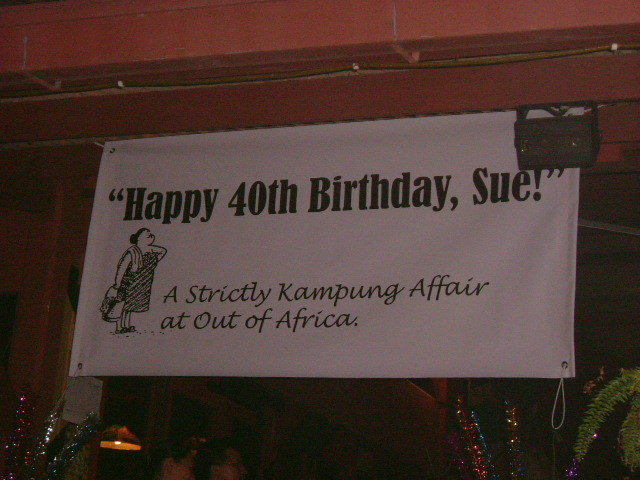 “Happy 40th Birthday, Sue!”
A Strictly Kampung Affair
at Out of Africa.